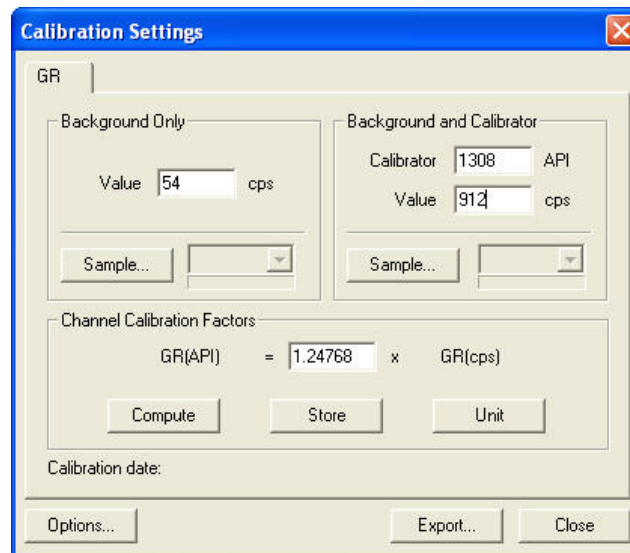 Calibration Settings
GR
Background Only
Value 54 cps
Sample...
Background and Calibrator
Calibrator 1308 API
Value 912 cps
Sample...
Channel Calibration Factors
GR(API) = 1.24768 x GR(cps)
Compute Store Unit
Calibration date:
Options... Export... Close